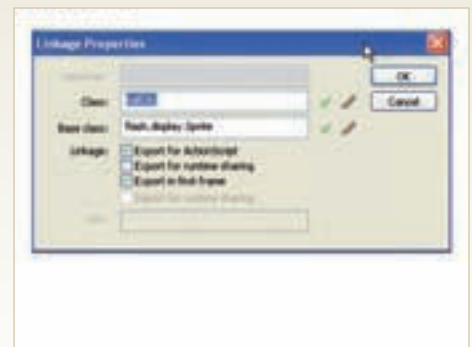 Linkage Properties
OK
Class:
Cancel
Base class: flash.display.Sprite
Linkage: Export for ActionScript
Export for runtime sharing
Export in first frame